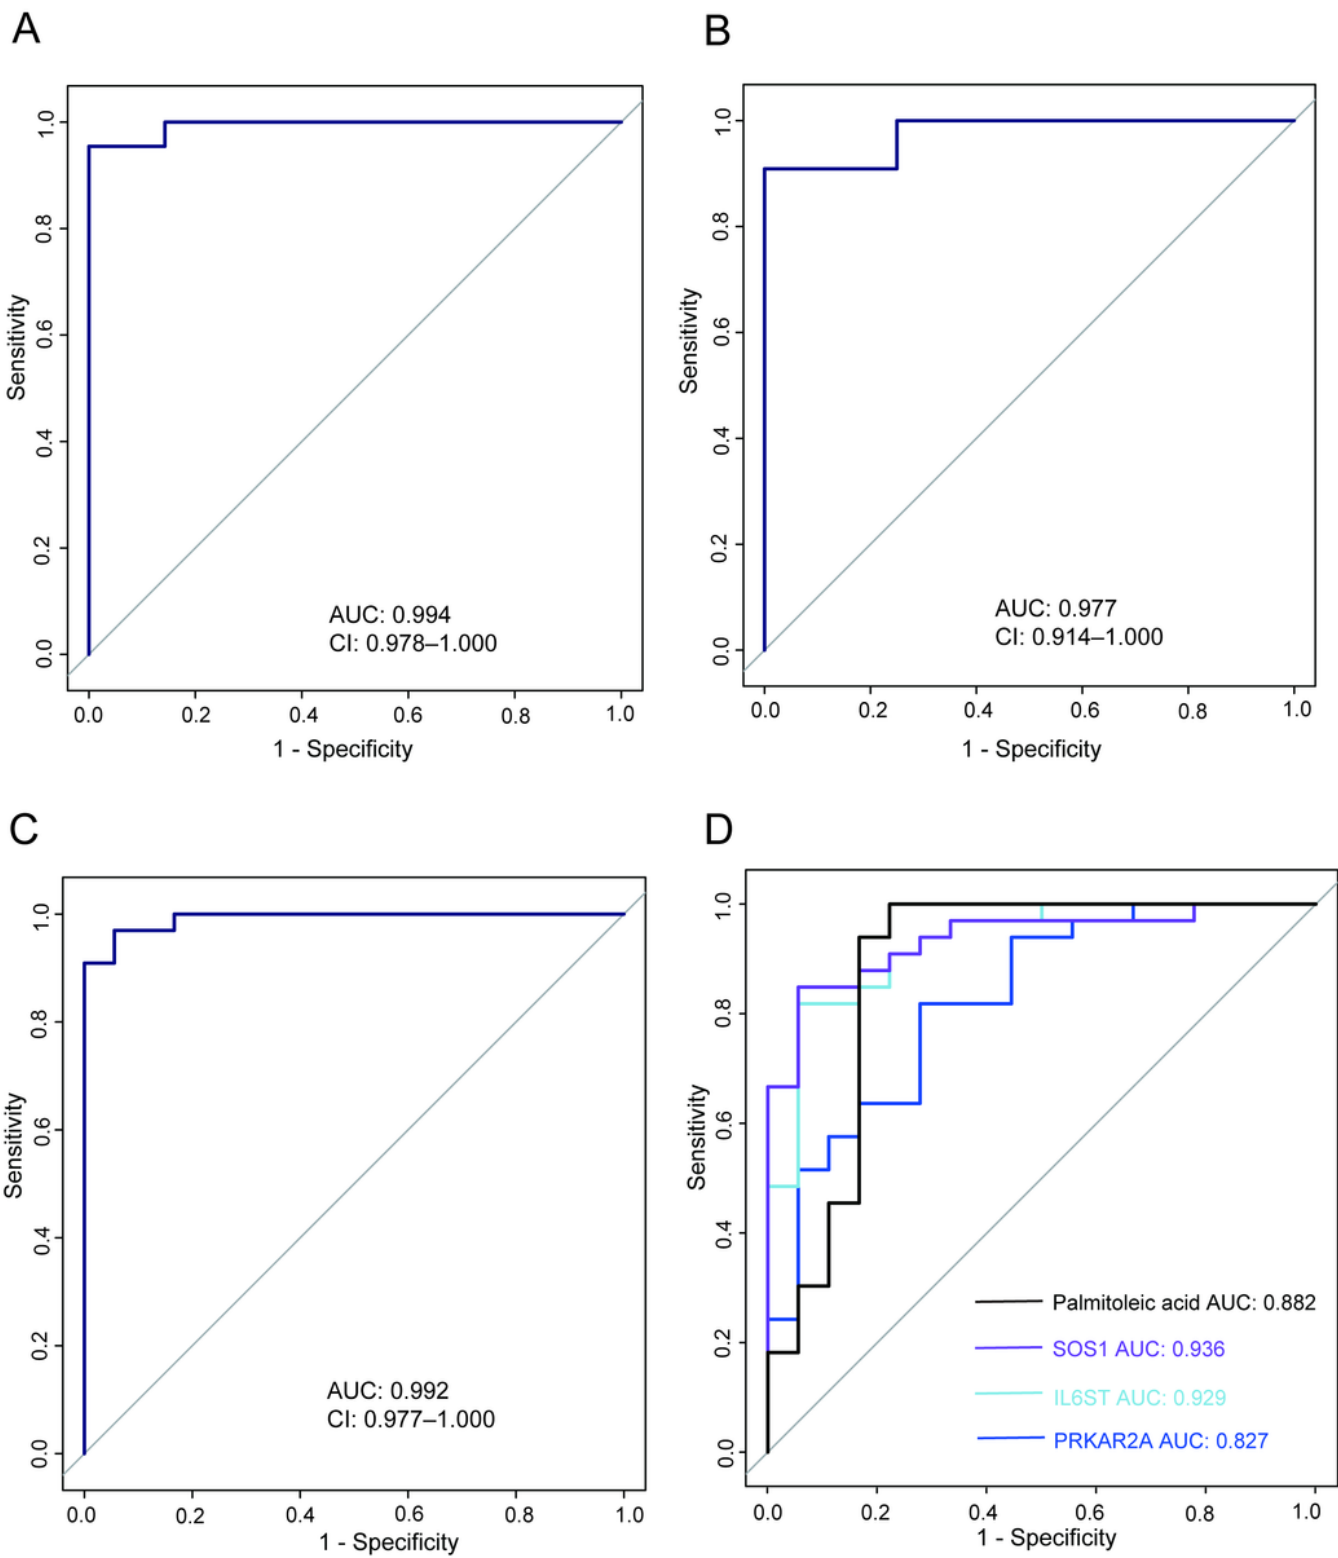 A
1.0
0.8
0.6
0.4
0.2
0.0
Sensitivity
AUC: 0.994
CI: 0.978–1.000
0.0 0.2 0.4 0.6 0.8 1.0
1 - Specificity
B
1.0
0.8
0.6
0.4
0.2
0.0
Sensitivity
AUC: 0.977
CI: 0.914–1.000
0.0 0.2 0.4 0.6 0.8 1.0
1 - Specificity
C
1.0
0.8
0.6
0.4
0.2
0.0
Sensitivity
AUC: 0.992
CI: 0.977–1.000
0.0 0.2 0.4 0.6 0.8 1.0
1 - Specificity
D
1.0
0.8
0.6
0.4
0.2
0.0
Sensitivity
Palmitoleic acid AUC: 0.882
SOS1 AUC: 0.936
IL6ST AUC: 0.929
PRKAR2A AUC: 0.827
0.0 0.2 0.4 0.6 0.8 1.0
1 - Specificity